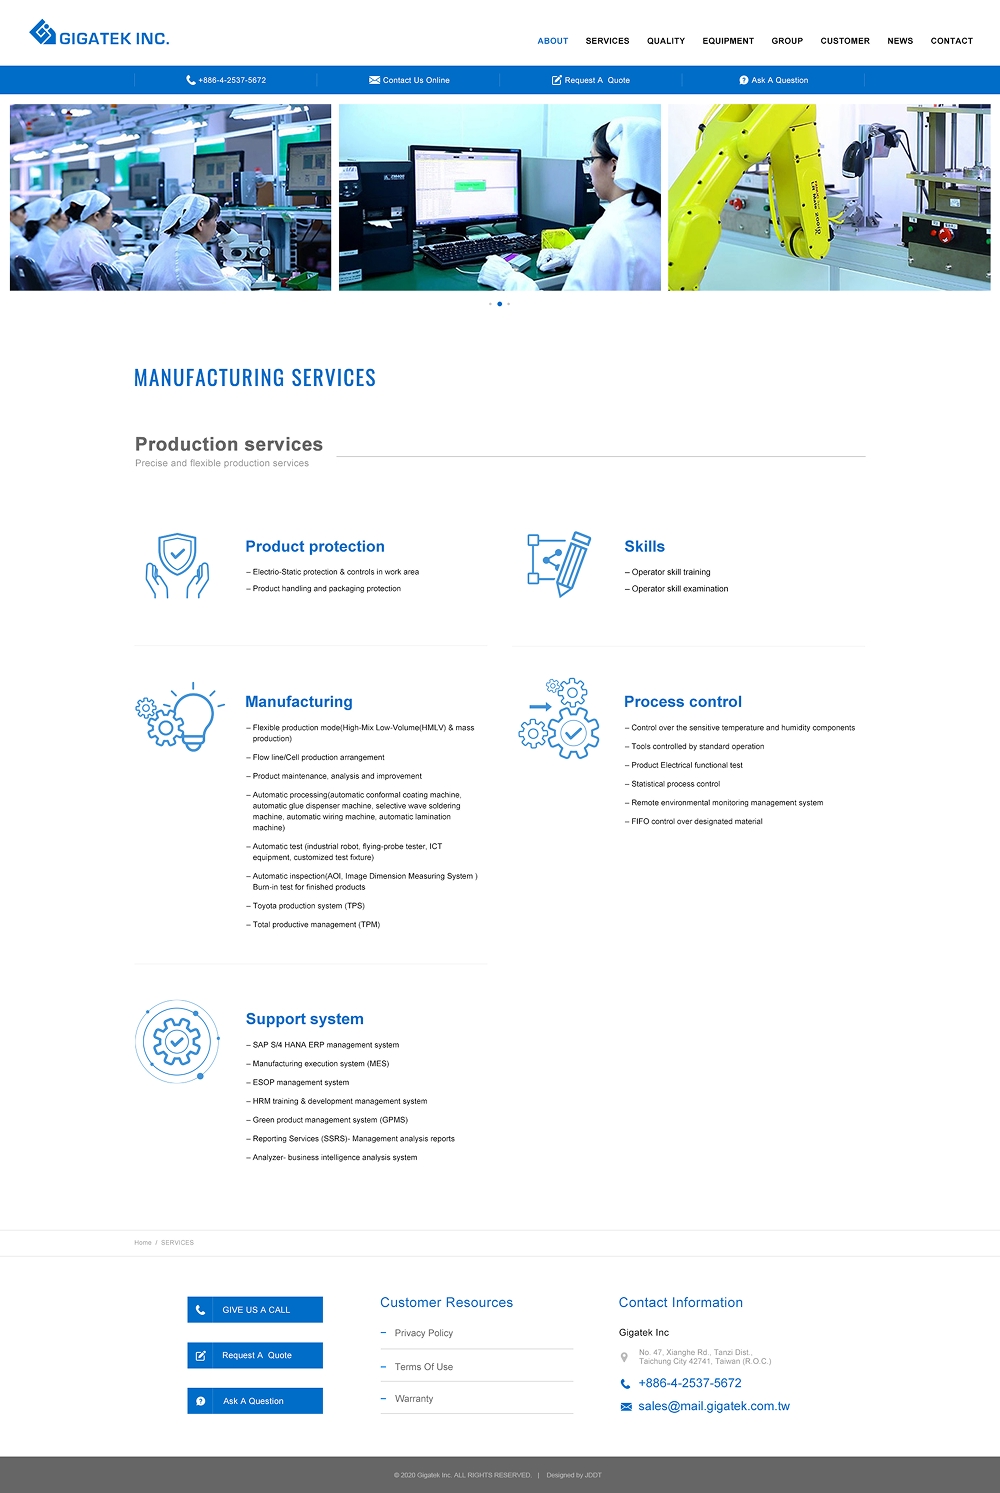 GIGATEK INC.
ABOUT SERVICES QUALITY EQUIPMENT GROUP CUSTOMER NEWS CONTACT
+886-4-2537-5672 Contact Us Online Request A Quote Ask A Question
MANUFACTURING SERVICES
Production services
Precise and flexible production services
Product protection
– Electrio-Static protection & controls in work area
– Product handling and packaging protection
Skills
– Operator skill training
– Operator skill examination
Manufacturing
– Flexible production mode(High-Mix Low-Volume(HMLV) & mass
production)
– Flow line/Cell production arrangement
– Product maintenance, analysis and improvement
– Automatic processing(automatic conformal coating machine,
automatic glue dispenser machine, selective wave soldering
machine, automatic wiring machine, automatic lamination
machine)
– Automatic test (industrial robot, flying-probe tester, ICT
equipment, customized test fixture)
– Automatic inspection(AOI, Image Dimension Measuring System )
Burn-in test for finished products
– Toyota production system (TPS)
– Total productive management (TPM)
Process control
– Control over the sensitive temperature and humidity components
– Tools controlled by standard operation
– Product Electrical functional test
– Statistical process control
– Remote environmental monitoring management system
– FIFO control over designated material
Support system
– SAP S/4 HANA ERP management system
– Manufacturing execution system (MES)
– ESOP management system
– HRM training & development management system
– Green product management system (GPMS)
– Reporting Services (SSRS)- Management analysis reports
– Analyzer- business intelligence analysis system
Home / SERVICES
GIVE US A CALL
Request A Quote
Ask A Question
Customer Resources
– Privacy Policy
– Terms Of Use
– Warranty
Contact Information
Gigatek Inc
No. 47, Xianghe Rd., Tanzi Dist.,
Taichung City 42741, Taiwan (R.O.C.)
+886-4-2537-5672
sales@mail.gigatek.com.tw
© 2020 Gigatek Inc. ALL RIGHTS RESERVED. | Designed by JDDT